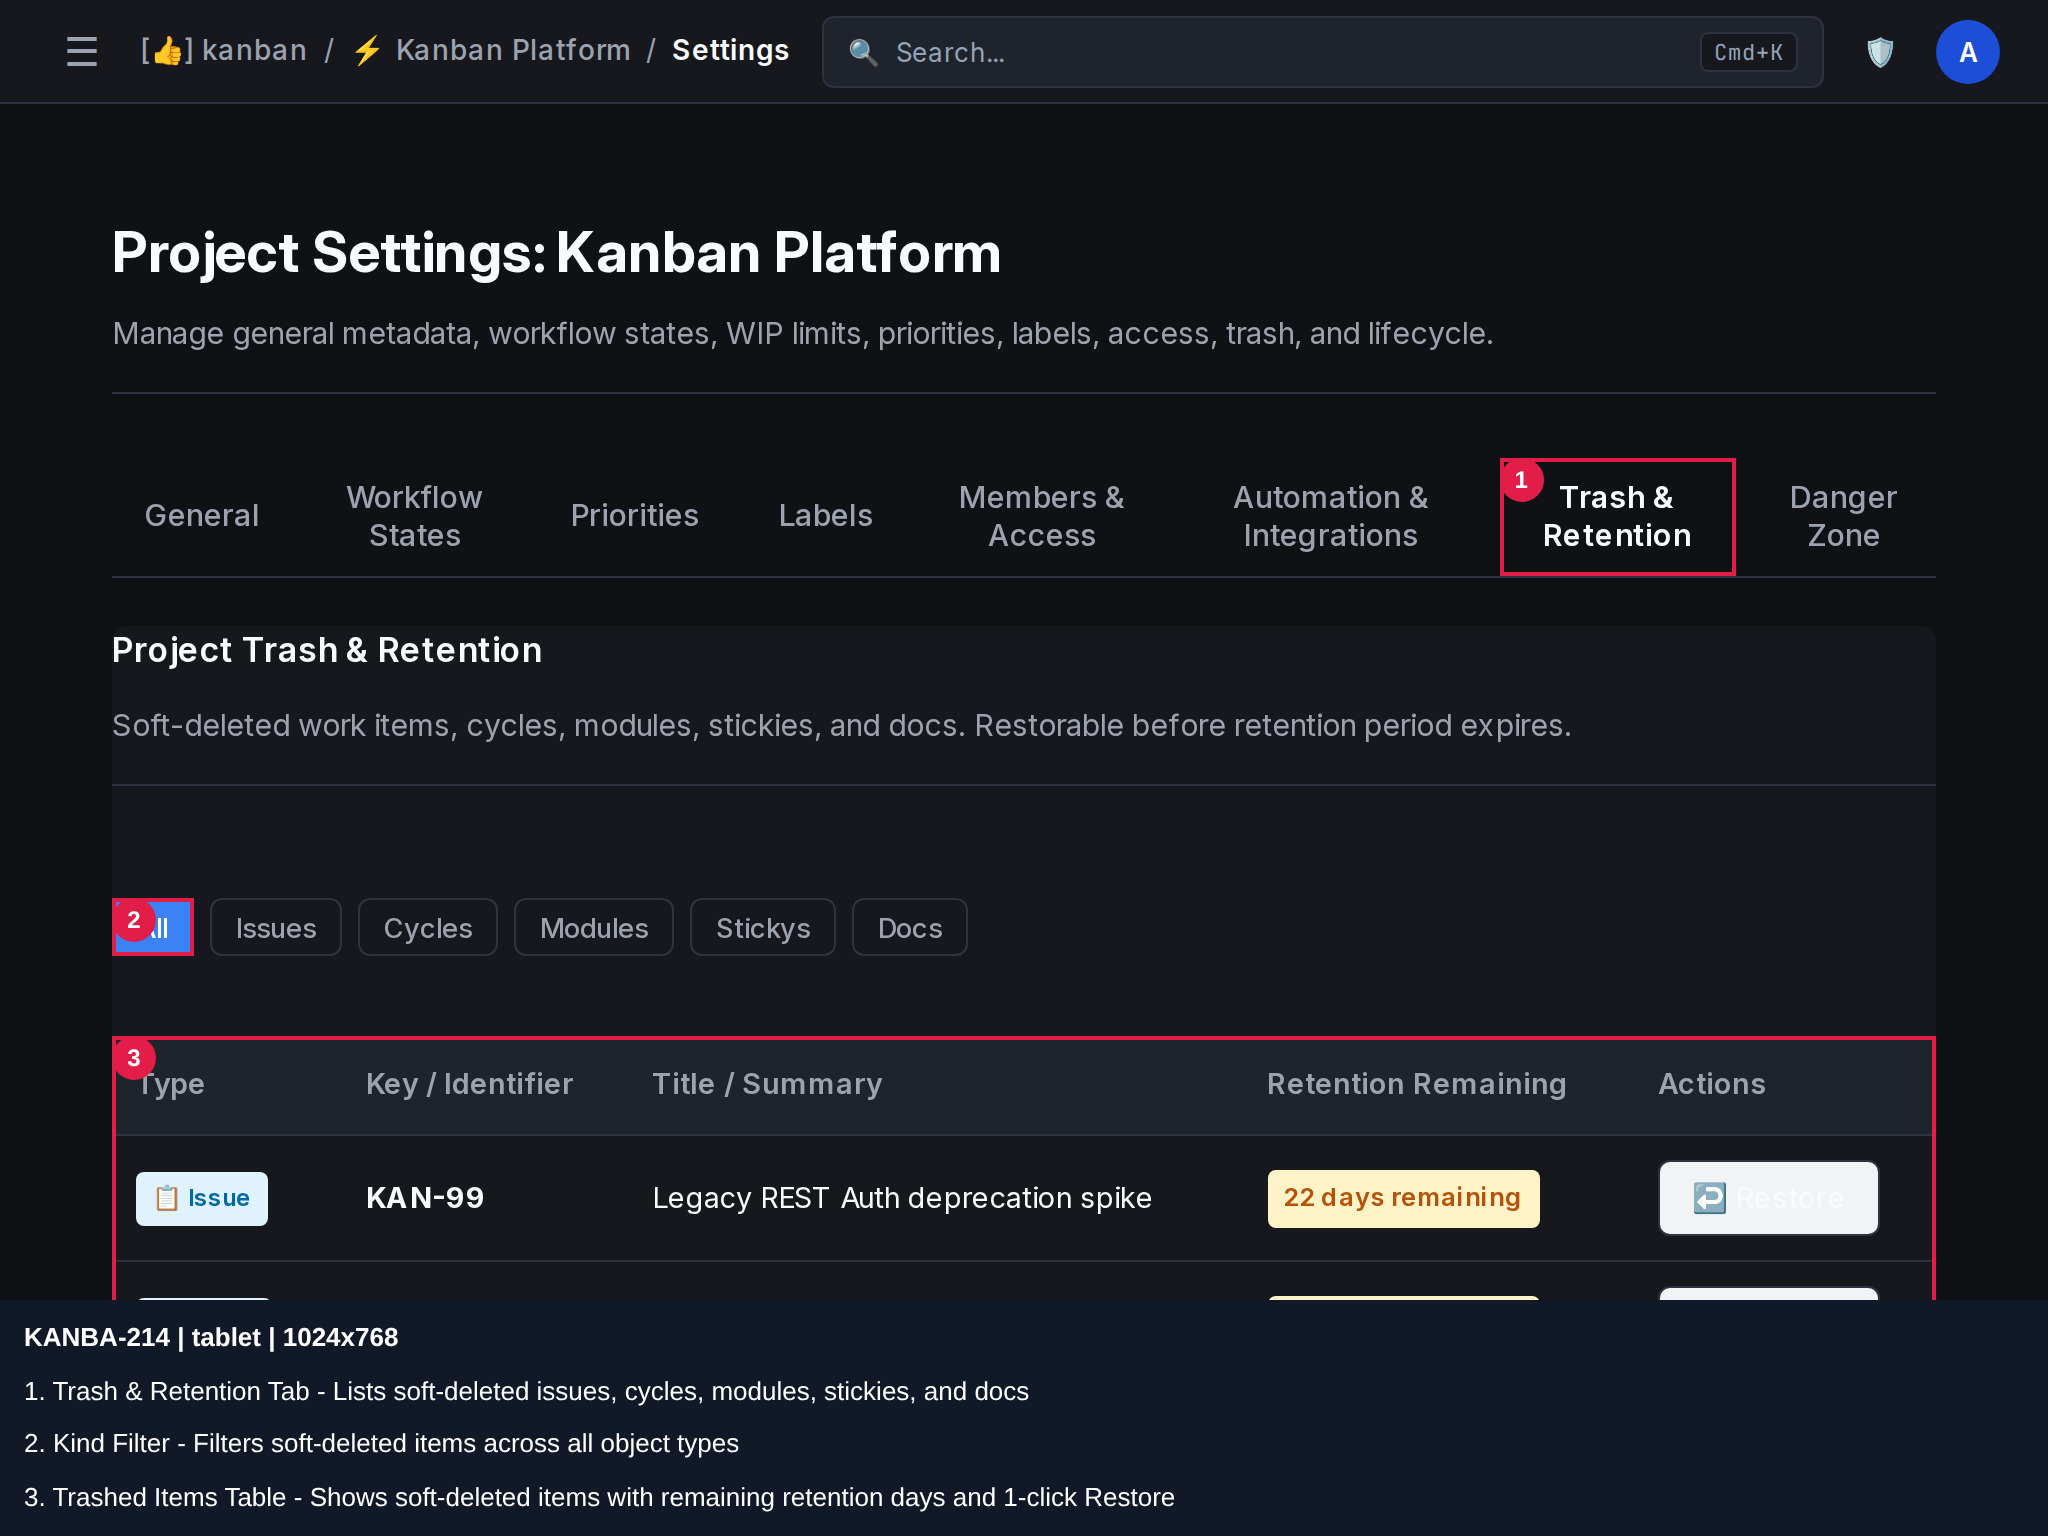 ☰ [👍] kanban / ⚡ Kanban Platform / Settings 🔍 Search... Cmd+K 🛡️ A
Project Settings: Kanban Platform
Manage general metadata, workflow states, WIP limits, priorities, labels, access, trash, and lifecycle.
General
Workflow
States
Priorities
Labels
Members &
Access
Automation &
Integrations
1
Trash &
Retention
Danger
Zone
Project Trash & Retention
Soft-deleted work items, cycles, modules, stickies, and docs. Restorable before retention period expires.
2 Issues Cycles Modules Stickys Docs
3
Type Key / Identifier Title / Summary Retention Remaining Actions
📋 Issue KAN-99 Legacy REST Auth deprecation spike 22 days remaining ↩️ Restore
KANBA-214 | tablet | 1024x768
1. Trash & Retention Tab - Lists soft-deleted issues, cycles, modules, stickies, and docs
2. Kind Filter - Filters soft-deleted items across all object types
3. Trashed Items Table - Shows soft-deleted items with remaining retention days and 1-click Restore